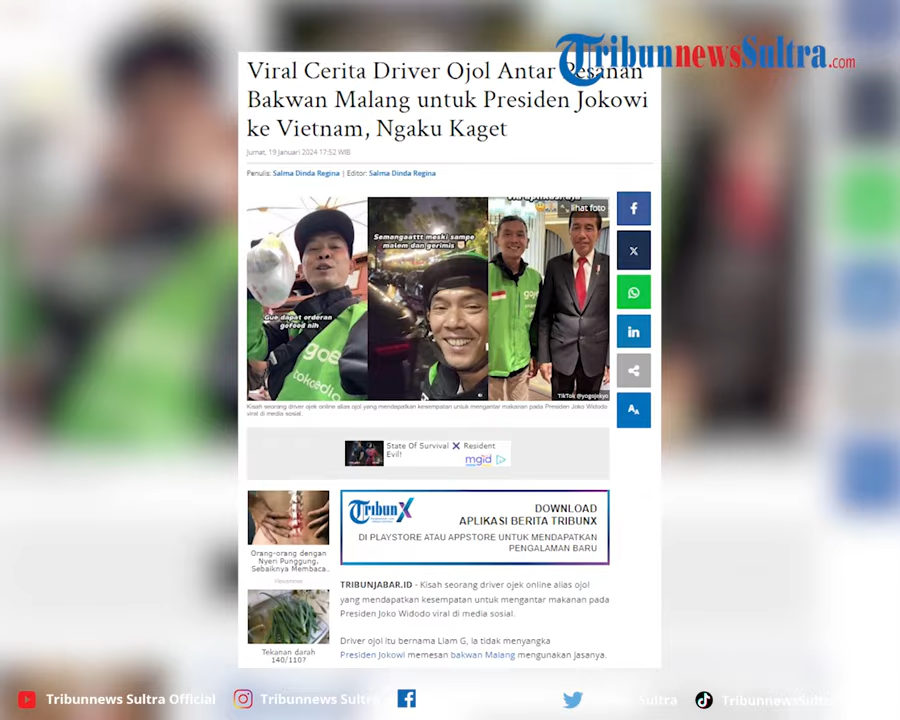 TribunnewsSultra.com
Viral Cerita Driver Ojol Antar Pesanan
Bakwan Malang untuk Presiden Jokowi
ke Vietnam, Ngaku Kaget
Jumat, 19 Januari 2024 17:52 WIB
Penulis: Salma Dinda Regina | Editor: Salma Dinda Regina
lihat foto
Semangaattt meski sampe
malem dan gerimis
Gue dapat orderan
gofood nih
goje
goje
tokopedia
TikTok @yogojekyo
Kisah seorang driver ojek online alias ojol yang mendapatkan kesempatan untuk mengantar makanan pada Presiden Joko Widodo
viral di media sosial.
State Of Survival X Resident
Evil!
mgid
TribunX
DOWNLOAD
APLIKASI BERITA TRIBUNX
DI PLAYSTORE ATAU APPSTORE UNTUK MENDAPATKAN
PENGALAMAN BARU
Orang-orang dengan
Nyeri Punggung,
Sebaiknya Membaca..
TRIBUNJABAR.ID - Kisah seorang driver ojek online alias ojol
yang mendapatkan kesempatan untuk mengantar makanan pada
Presiden Joko Widodo viral di media sosial.
Driver ojol itu bernama Liam G, ia tidak menyangka
Presiden Jokowi memesan bakwan Malang mengunakan jasanya.
Tekanan darah
140/110?
Tribunnews Sultra Official
Tribunnews Sultra
Sultra